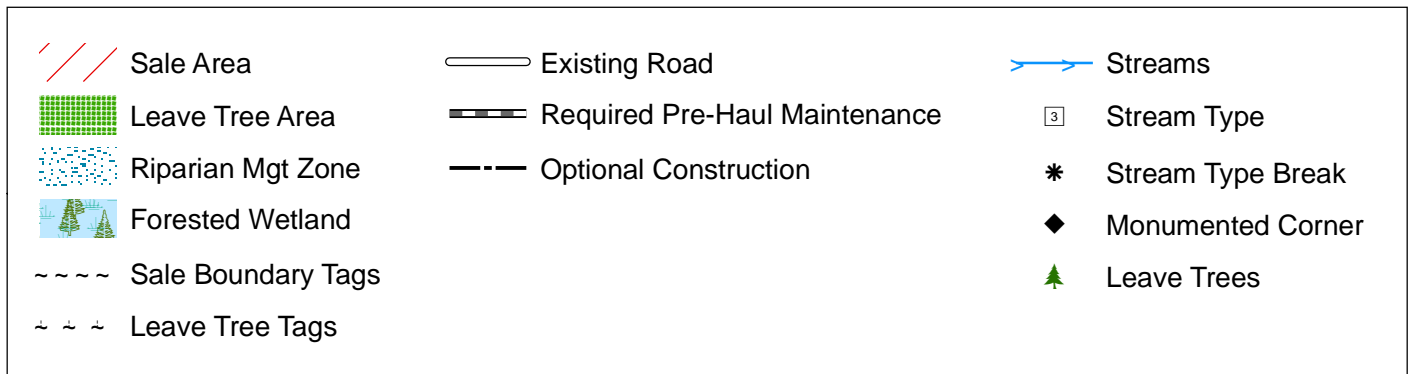 Sale Area
Leave Tree Area
Riparian Mgt Zone
Forested Wetland
Sale Boundary Tags
Leave Tree Tags
Existing Road
Required Pre-Haul Maintenance
Optional Construction
Streams
3 Stream Type
Stream Type Break
Monumented Corner
Leave Trees